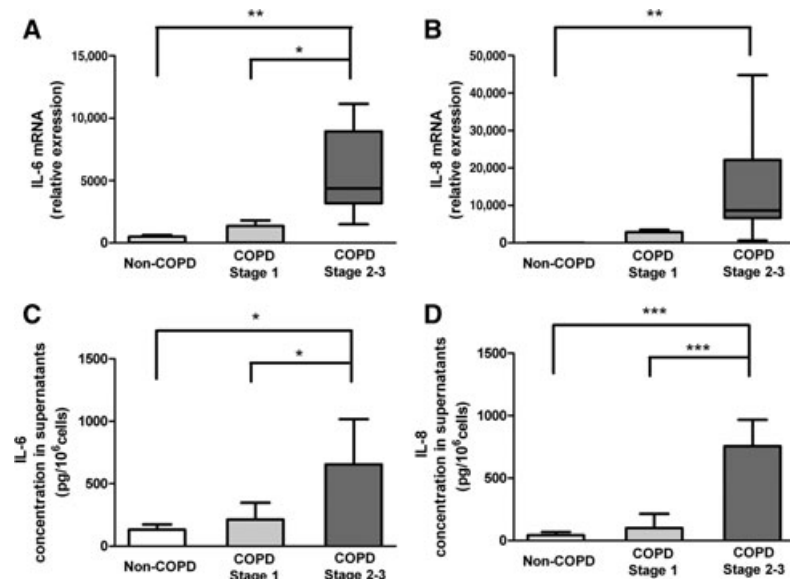 A
**
*
15,000
10,000
5000
0
IL-6 mRNA
(relative exression)
Non-COPD
COPD
Stage 1
COPD
Stage 2-3
B
**
50,000
40,000
30,000
20,000
10,000
0
IL-8 mRNA
(relative exression)
Non-COPD
COPD
Stage 1
COPD
Stage 2-3
C
*
*
1500
1000
500
0
IL-6
concentration in supernatants
(pg/10⁶cells)
Non-COPD
COPD
Stage 1
COPD
Stage 2-3
D
***
***
1500
1000
500
0
IL-8
concentration in supernatants
(pg/10⁶cells)
Non-COPD
COPD
Stage 1
COPD
Stage 2-3